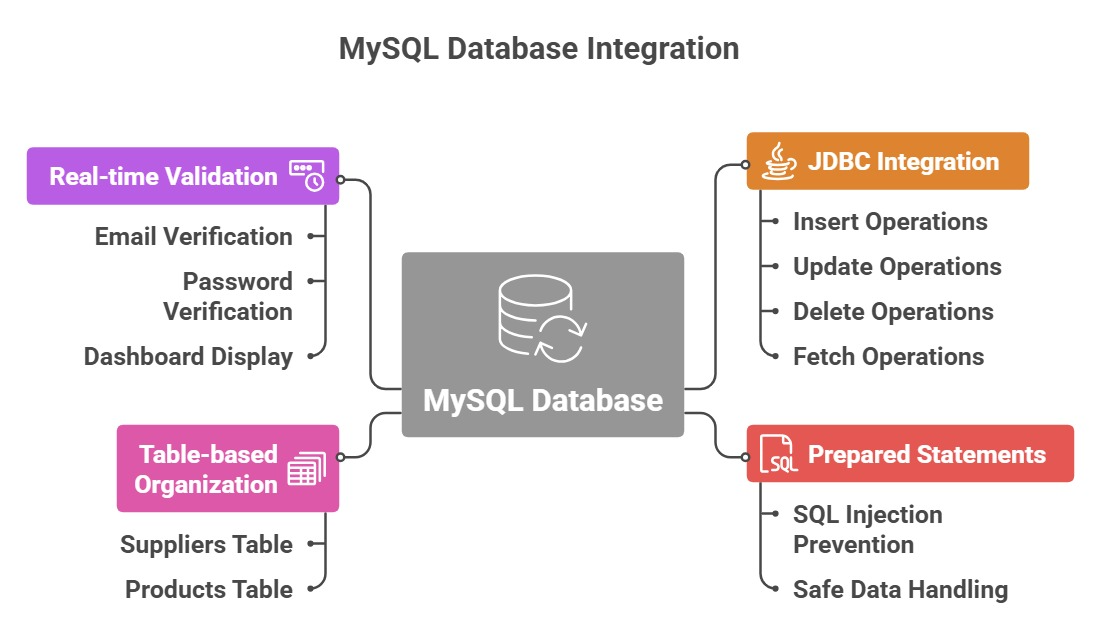 MySQL Database Integration
Real-time Validation
Email Verification
Password
Verification
Dashboard Display
Table-based
Organization
Suppliers Table
Products Table
MySQL Database
JDBC Integration
Insert Operations
Update Operations
Delete Operations
Fetch Operations
SQL
Prepared Statements
SQL Injection
Prevention
Safe Data Handling